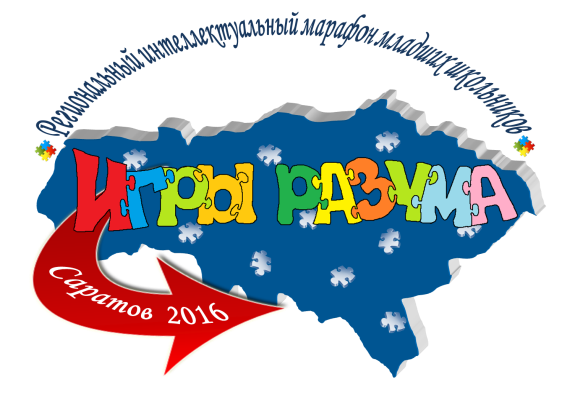 Региональный интеллектуальный марафон младших школьников
ИГРЫ РАЗУМА
Саратов 2016